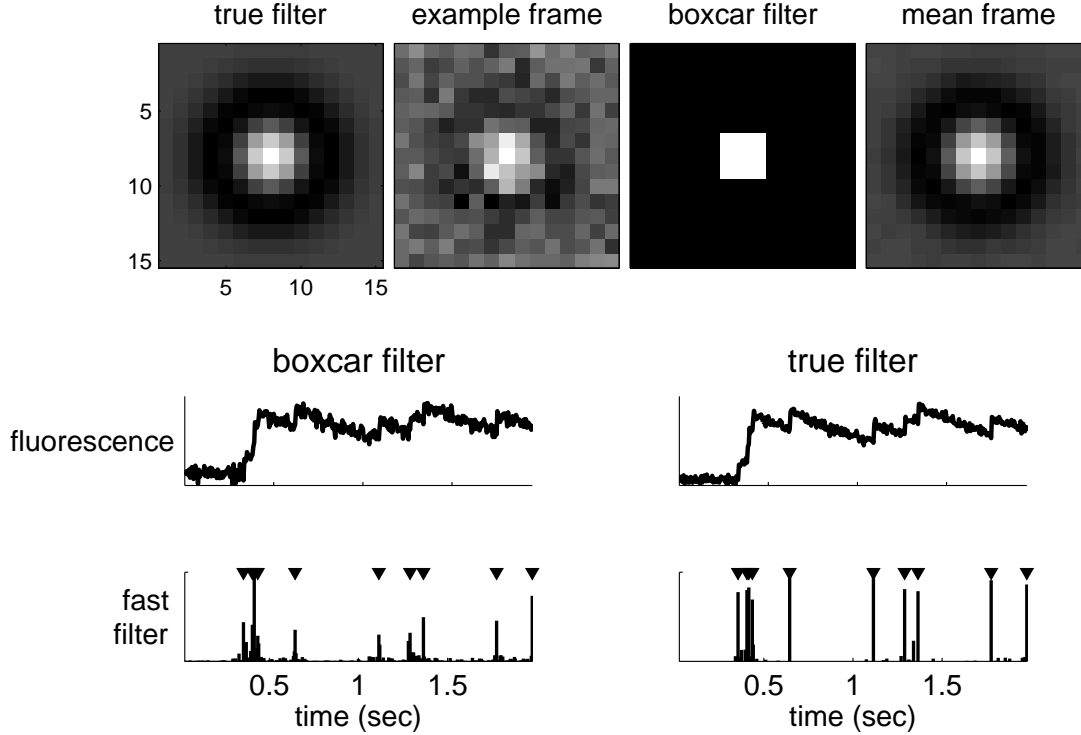 true filter
example frame
boxcar filter
mean frame
5
10
15
5
10
15
boxcar filter
true filter
fluorescence
fast
filter
0.5
1
1.5
time (sec)
0.5
1
1.5
time (sec)